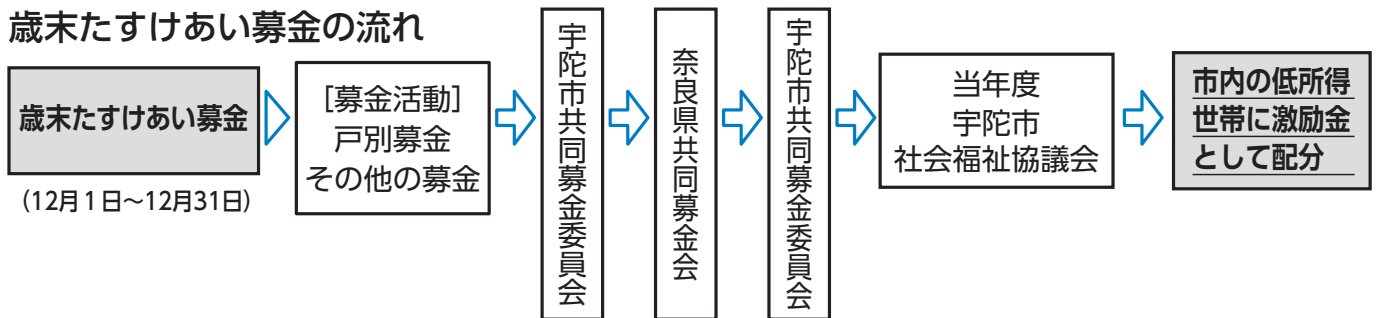 歳末たすけあい募金の流れ
歳末たすけあい募金
(12月1日～12月31日)
[募金活動]
戸別募金
その他の募金
宇陀市共同募金委員会
奈良県共同募金会
宇陀市共同募金委員会
当年度
宇陀市
社会福祉協議会
市内の低所得
世帯に激励金
として配分